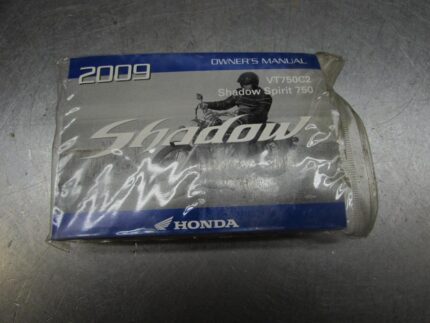 2009
OWNER'S MANUAL
VT750C2
Shadow Spirit 750
Shadow
HONDA